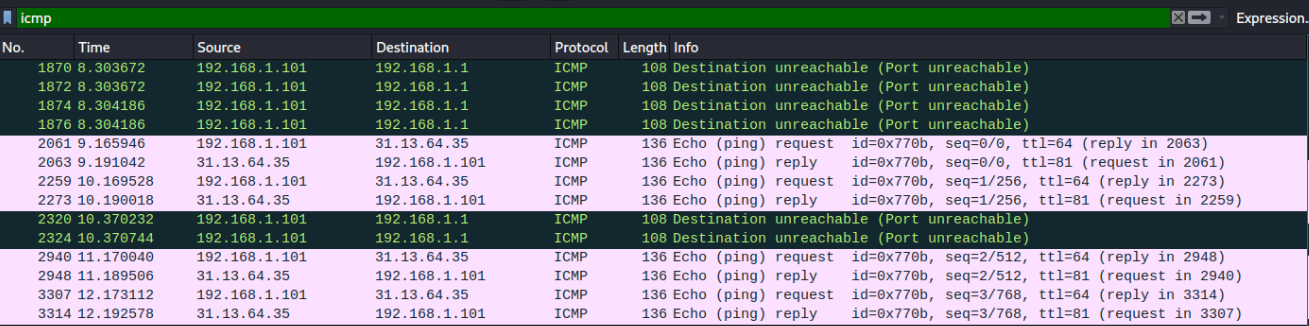 icmp Expression.
No. Time Source Destination Protocol Length Info
1870 8.303672 192.168.1.101 192.168.1.1 ICMP 108 Destination unreachable (Port unreachable)
1872 8.303672 192.168.1.101 192.168.1.1 ICMP 108 Destination unreachable (Port unreachable)
1874 8.304186 192.168.1.101 192.168.1.1 ICMP 108 Destination unreachable (Port unreachable)
1876 8.304186 192.168.1.101 192.168.1.1 ICMP 108 Destination unreachable (Port unreachable)
2061 9.165946 192.168.1.101 31.13.64.35 ICMP 136 Echo (ping) request id=0x770b, seq=0/0, ttl=64 (reply in 2063)
2063 9.191042 31.13.64.35 192.168.1.101 ICMP 136 Echo (ping) reply id=0x770b, seq=0/0, ttl=81 (request in 2061)
2259 10.169528 192.168.1.101 31.13.64.35 ICMP 136 Echo (ping) request id=0x770b, seq=1/256, ttl=64 (reply in 2273)
2273 10.190018 31.13.64.35 192.168.1.101 ICMP 136 Echo (ping) reply id=0x770b, seq=1/256, ttl=81 (request in 2259)
2320 10.370232 192.168.1.101 192.168.1.1 ICMP 108 Destination unreachable (Port unreachable)
2324 10.370744 192.168.1.101 192.168.1.1 ICMP 108 Destination unreachable (Port unreachable)
2940 11.170040 192.168.1.101 31.13.64.35 ICMP 136 Echo (ping) request id=0x770b, seq=2/512, ttl=64 (reply in 2948)
2948 11.189506 31.13.64.35 192.168.1.101 ICMP 136 Echo (ping) reply id=0x770b, seq=2/512, ttl=81 (request in 2940)
3307 12.173112 192.168.1.101 31.13.64.35 ICMP 136 Echo (ping) request id=0x770b, seq=3/768, ttl=64 (reply in 3314)
3314 12.192578 31.13.64.35 192.168.1.101 ICMP 136 Echo (ping) reply id=0x770b, seq=3/768, ttl=81 (request in 3307)